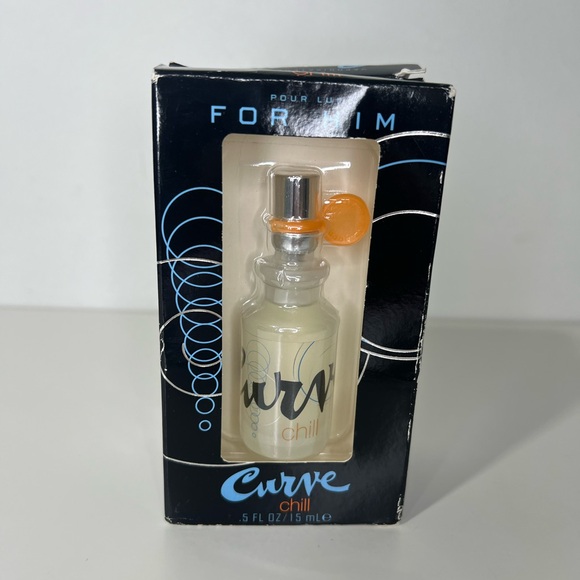 POUR LUI
FOR HIM
Curve
chill
Curve
chill
.5 FL OZ/15 mL℮